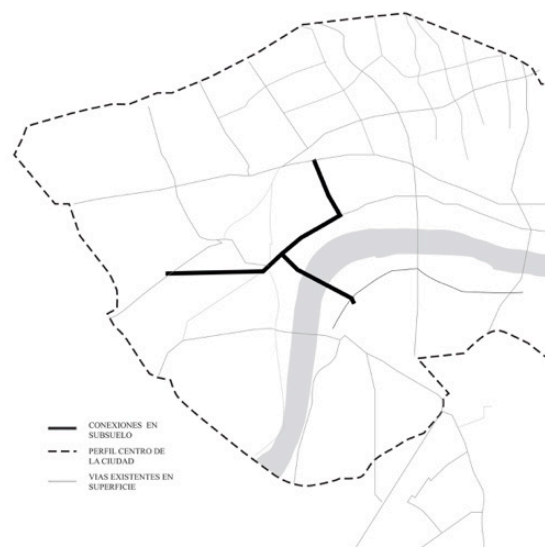 CONEXIONES EN
SUBSUELO
PERFIL CENTRO DE
LA CIUDAD
VIAS EXISTENTES EN
SUPERFICIE